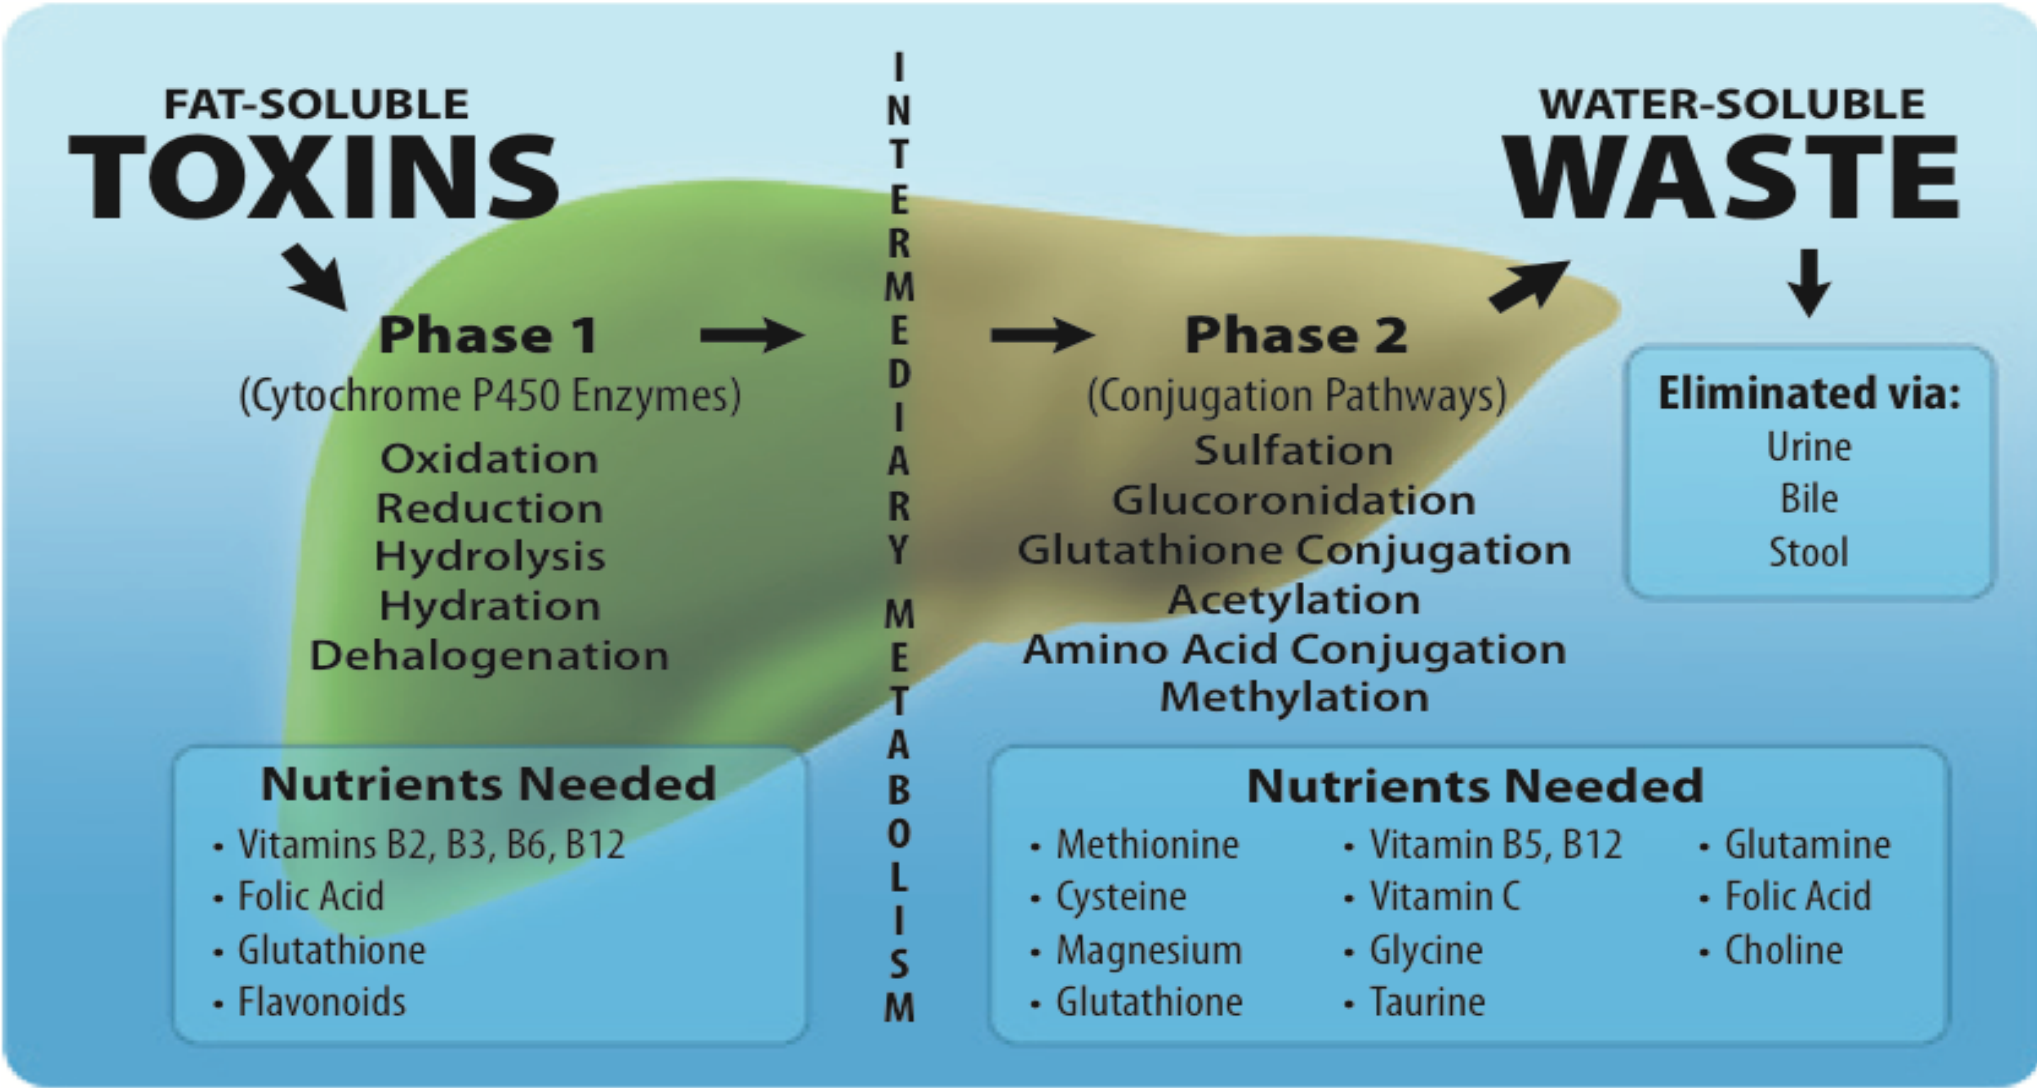 FAT-SOLUBLE
TOXINS
Phase 1
(Cytochrome P450 Enzymes)
Oxidation
Reduction
Hydrolysis
Hydration
Dehalogenation
Nutrients Needed
• Vitamins B2, B3, B6, B12
• Folic Acid
• Glutathione
• Flavonoids
INTERMEDIARY METABOLISM
Phase 2
(Conjugation Pathways)
Sulfation
Glucoronidation
Glutathione Conjugation
Acetylation
Amino Acid Conjugation
Methylation
Nutrients Needed
• Methionine
• Cysteine
• Magnesium
• Glutathione
• Vitamin B5, B12
• Vitamin C
• Glycine
• Taurine
• Glutamine
• Folic Acid
• Choline
WATER-SOLUBLE
WASTE
Eliminated via:
Urine
Bile
Stool